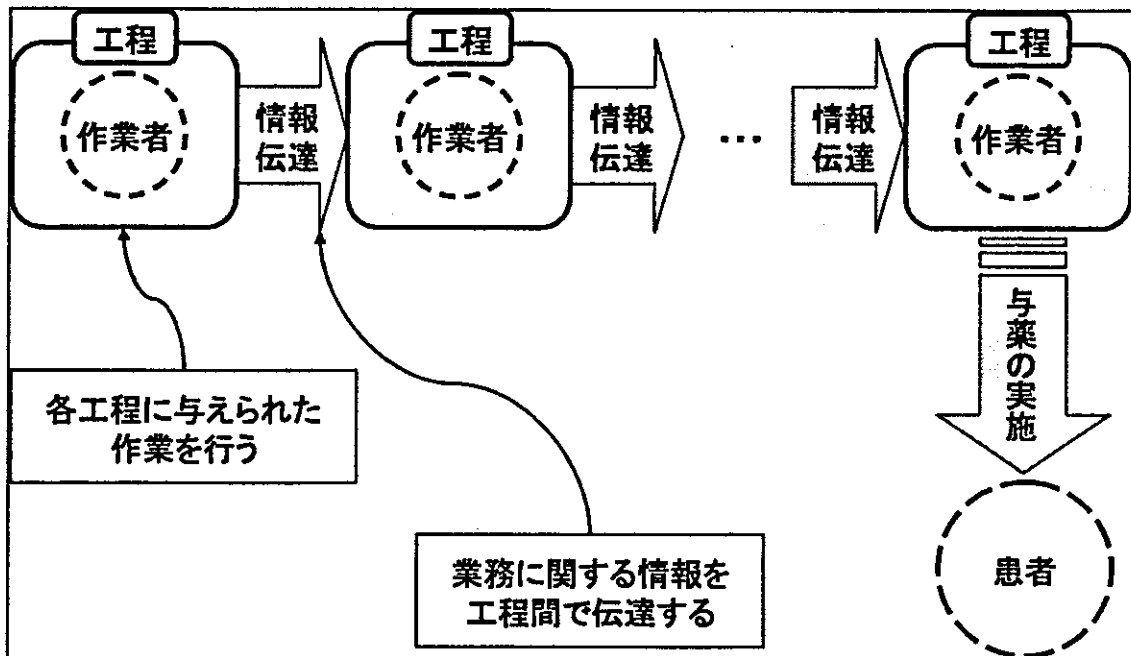 工程
工程
工程
作業者
情報
伝達
作業者
情報
伝達
…
情報
伝達
作業者
与薬の実施
各工程に与えられた
作業を行う
業務に関する情報を
工程間で伝達する
患者